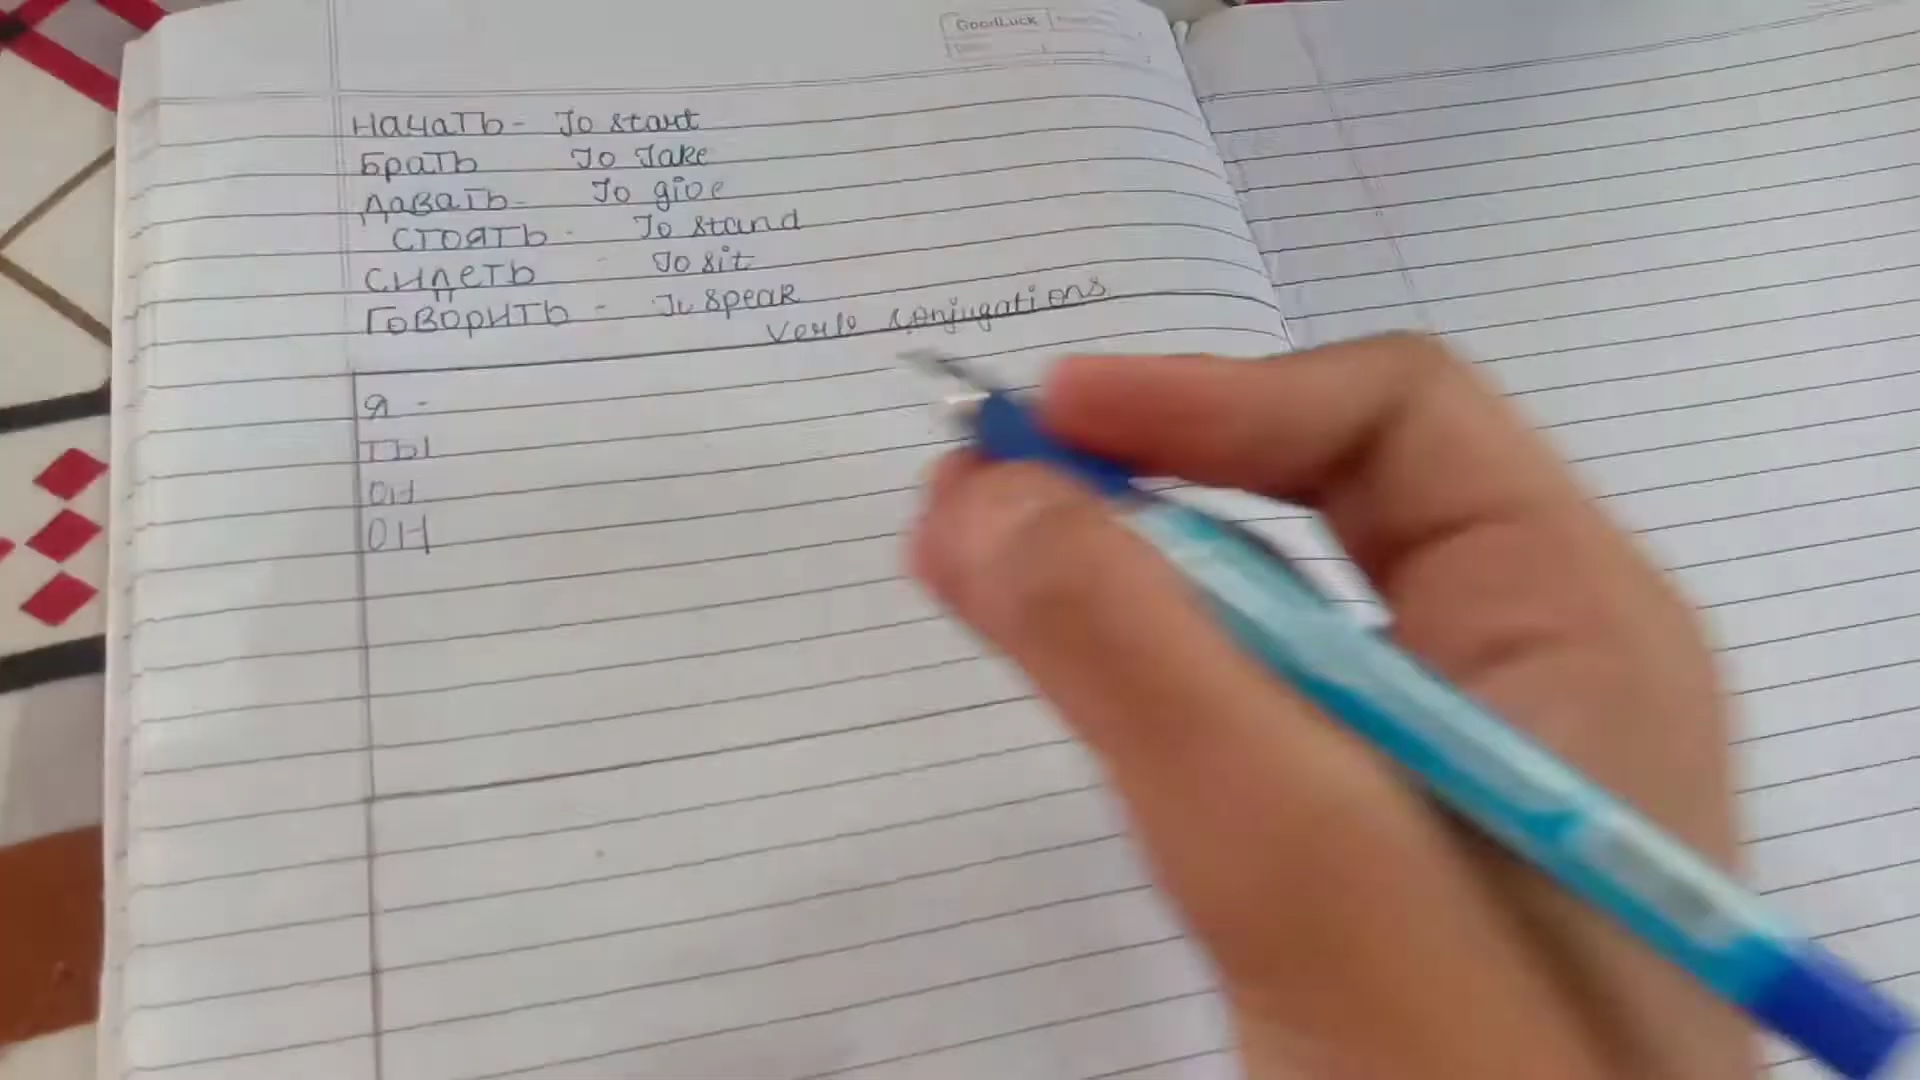 GoodLuck
Начать - To start
Брать To Take
Давать - To give
Стоять - To stand
Сидеть - To sit
Говорить - To Speak
Verb conjugations
Я -
Ты
Он
Он